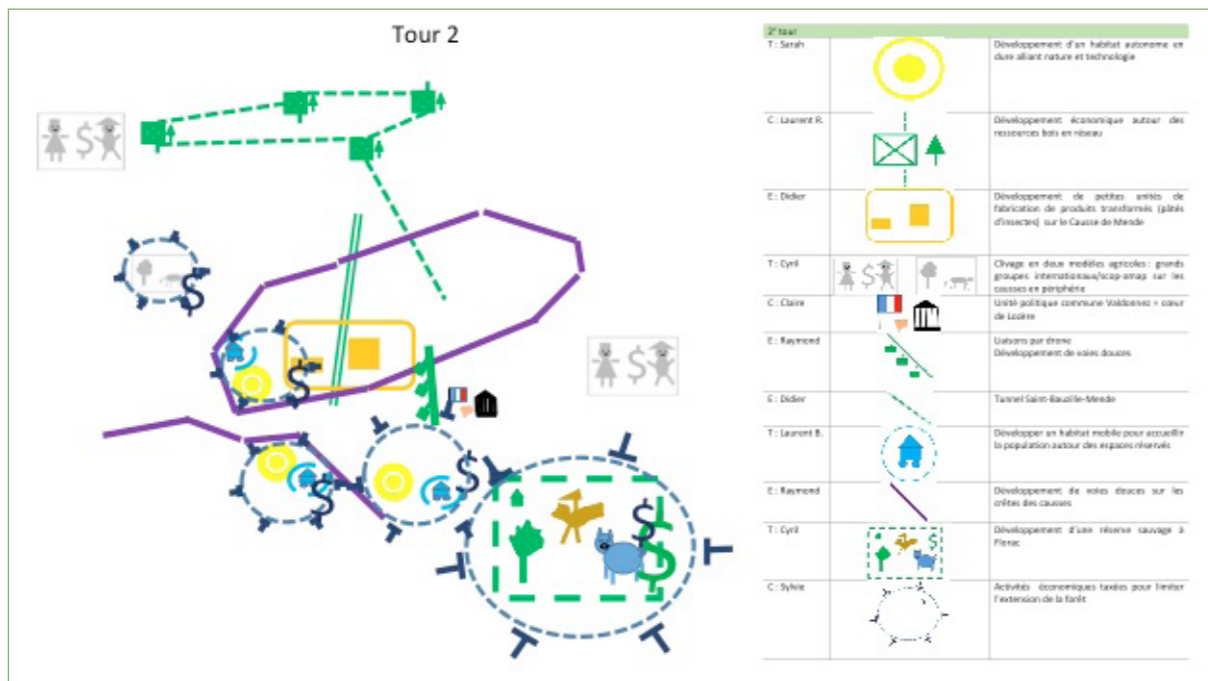 Tour 2
2e tour
T : Sarah
Développement d'un habitat autonome en
dure alliant nature et technologie
C : Laurent R.
Développement économique autour des
ressources bois en réseau
E : Didier
Développement de petites unités de
fabrication de produits transformés (pâtés
d'insectes) sur le Causse de Mende
T : Cyril
Clivage en deux modèles agricoles : grands
groupes internationaux/scop-amap sur les
causses en périphérie
C : Claire
Unité politique commune Valdonnez = cœur
de Lozère
E : Raymond
Liaisons par drone
Développement de voies douces
E : Didier
Tunnel Saint-Bauzille-Mende
T : Laurent B.
Développer un habitat mobile pour accueillir
la population autour des espaces réservés
E : Raymond
Développement de voies douces sur les
crêtes des causses
T : Cyril
Développement d'une réserve sauvage à
Florac
C : Sylvie
Activités économiques taxées pour limiter
l'extension de la forêt